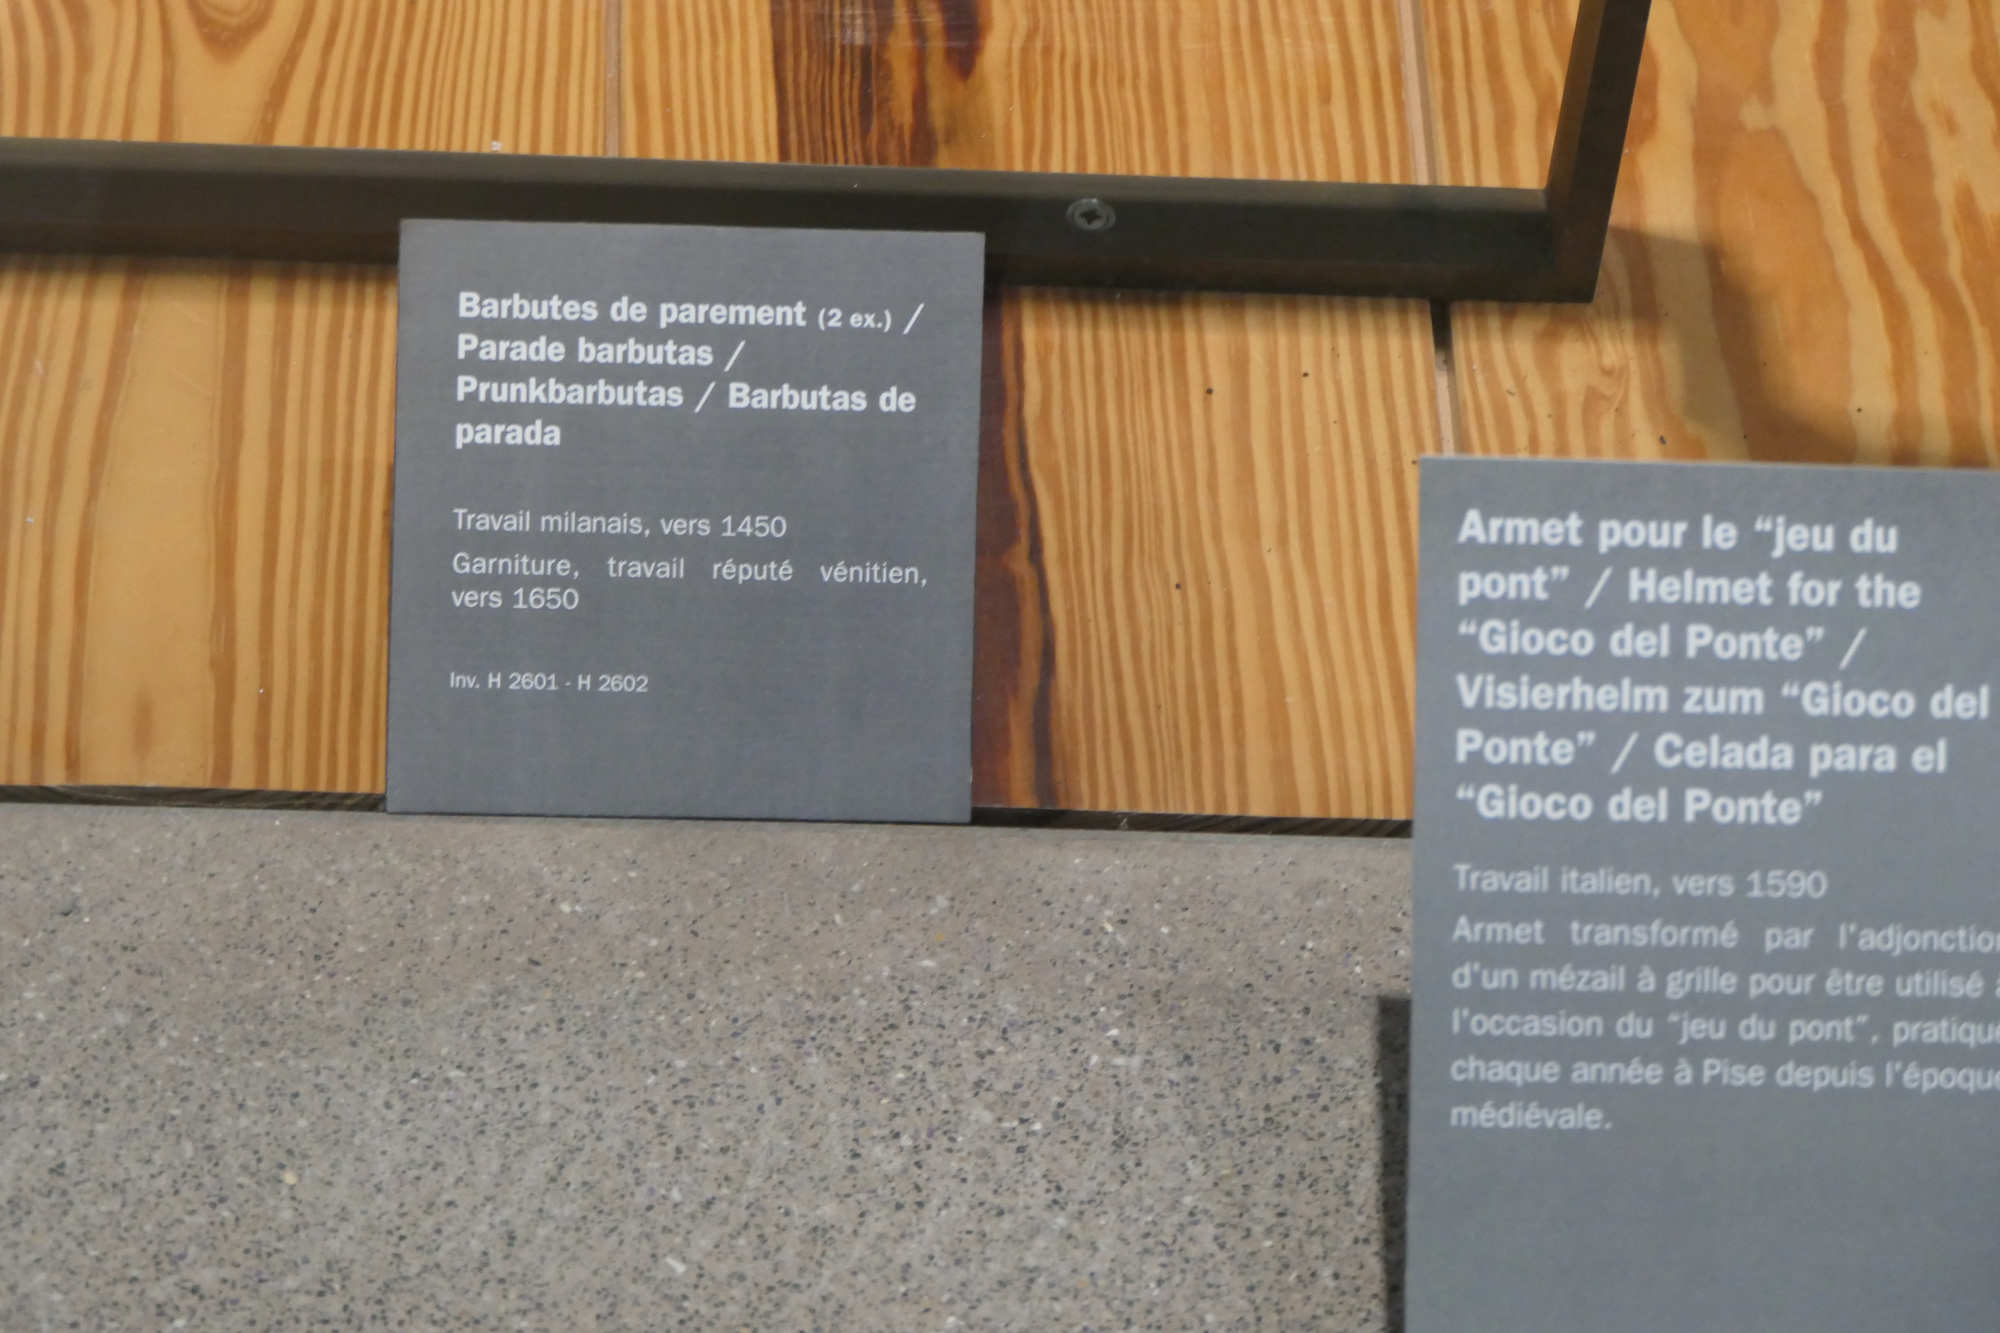 Barbutes de parement (2 ex.) /
Parade barbutas /
Prunkbarbutas / Barbutas de
parada
Travail milanais, vers 1450
Garniture, travail réputé vénitien,
vers 1650
Inv. H 2601 - H 2602
Armet pour le “jeu du
pont” / Helmet for the
“Gioco del Ponte” /
Visierhelm zum “Gioco del
Ponte” / Celada para el
“Gioco del Ponte”
Travail italien, vers 1590
Armet transformé par l'adjonction
d'un mézail à grille pour être utilisé à
l'occasion du “jeu du pont”, pratiqué
chaque année à Pise depuis l'époque
médiévale.